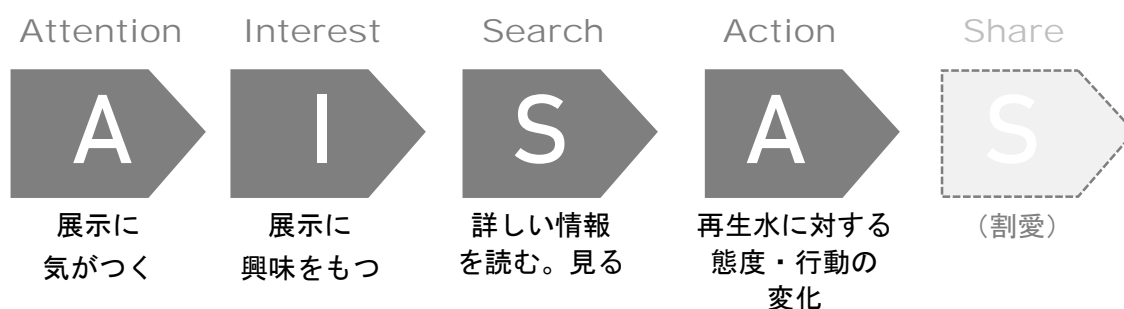 Attention Interest Search Action Share
A I S A S
展示に
気がつく
展示に
興味をもつ
詳しい情報
を読む。見る
再生水に対する
態度・行動の
変化
（割愛）